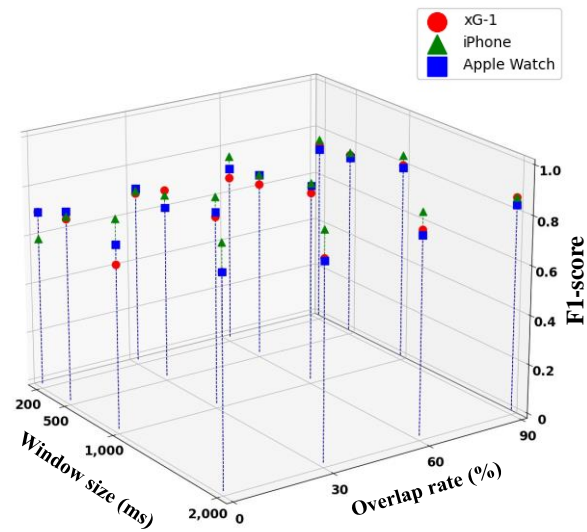 xG-1
iPhone
Apple Watch
1.0
0.8
0.6
0.4
0.2
0
F1-score
200
500
1,000
2,000
Window size (ms)
0
30
60
90
Overlap rate (%)